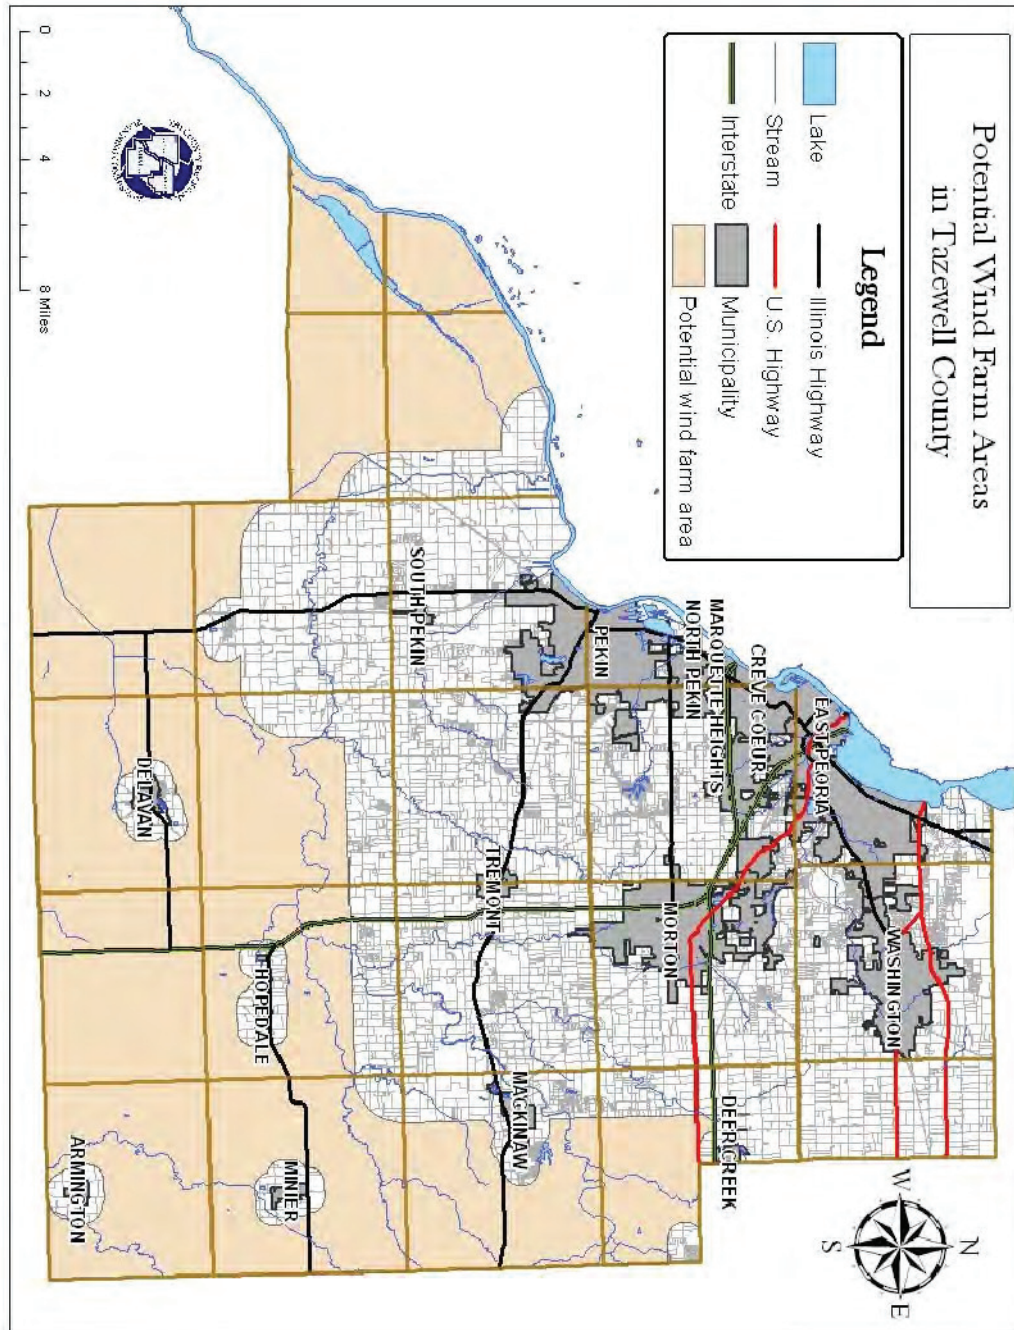 Potential Wind Farm Areas
in Tazewell County
Legend
Lake
Stream
Interstate
Illinois Highway
U.S. Highway
Municipality
Potential wind farm area
N
W
E
S
WASHINGTON
EAST PEORIA
CREVE COEUR
MARQUETTE HEIGHTS
NORTH PEKIN
PEKIN
MORTON
DEER CREEK
SOUTH PEKIN
TREMONT
MACKINAW
HOPEDALE
MINIER
DELAVAN
ARMINGTON
0 2 4 8 Miles